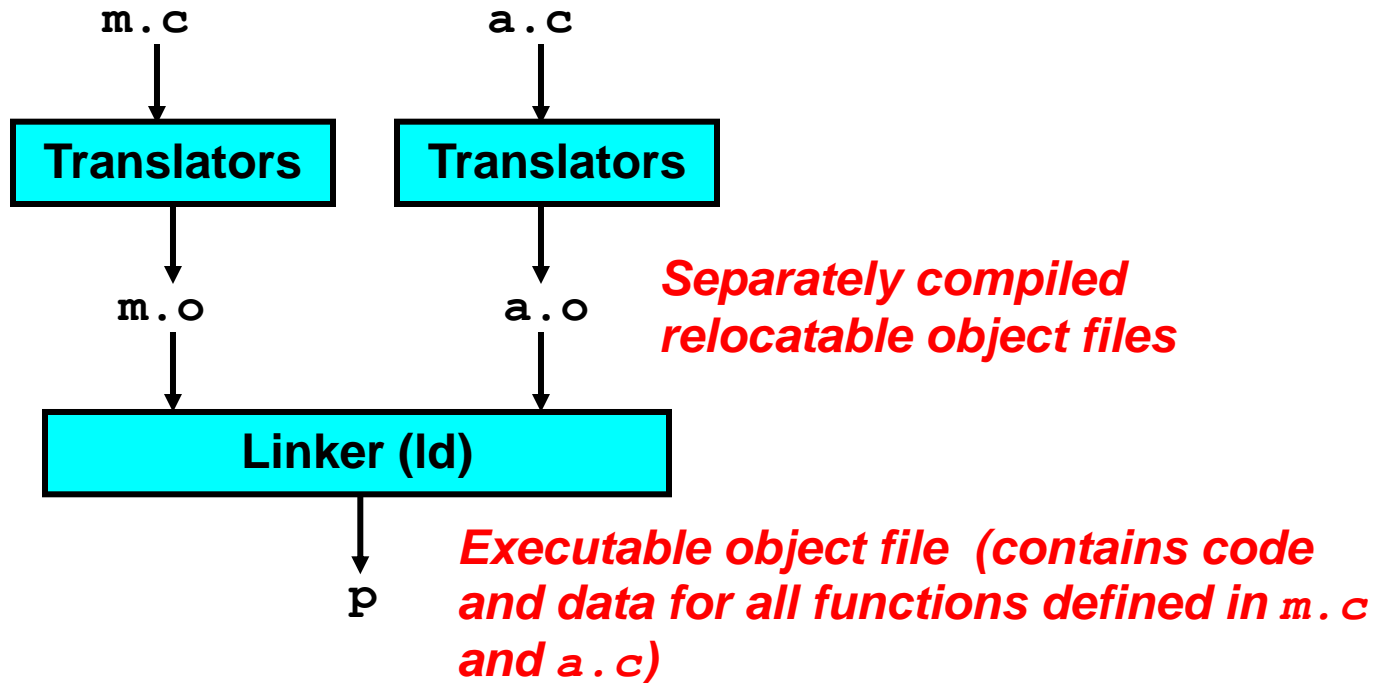 m.c
a.c
Translators
Translators
m.o
a.o
Separately compiled
relocatable object files
Linker (ld)
Executable object file (contains code
and data for all functions defined in m.c
and a.c)
p